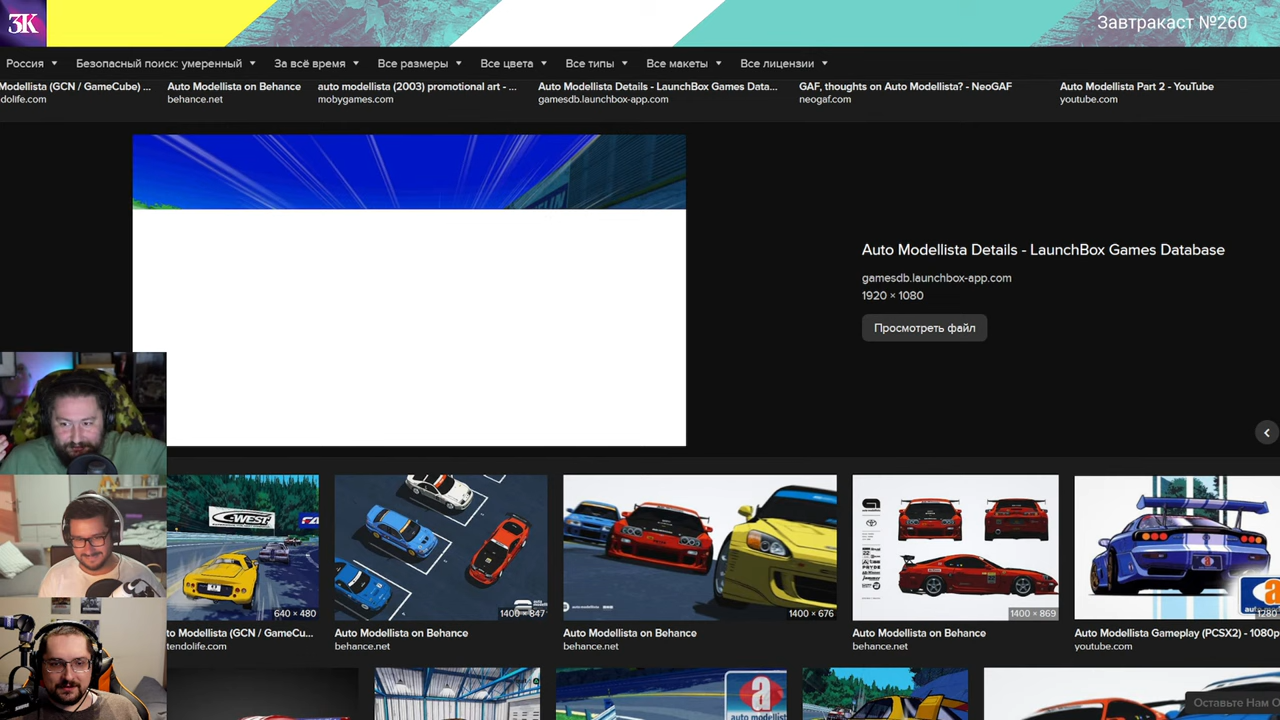 ЗК
Завтракаст №260
Россия
Безопасный поиск: умеренный
За всё время
Все размеры
Все цвета
Все типы
Все макеты
Все лицензии
Modellista (GCN / GameCube) ...
dolife.com
Auto Modellista on Behance
behance.net
auto modellista (2003) promotional art - ...
mobygames.com
Auto Modellista Details - LaunchBox Games Data...
gamesdb.launchbox-app.com
GAF, thoughts on Auto Modellista? - NeoGAF
neogaf.com
Auto Modellista Part 2 - YouTube
youtube.com
Auto Modellista Details - LaunchBox Games Database
gamesdb.launchbox-app.com
1920 × 1080
Просмотреть файл
C-WEST
640 × 480
1400 × 847
1400 × 676
1400 × 869
1280
to Modellista (GCN / GameCu...
tendolife.com
Auto Modellista on Behance
behance.net
Auto Modellista on Behance
behance.net
Auto Modellista on Behance
behance.net
Auto Modellista Gameplay (PCSX2) - 1080p
youtube.com
a
auto modellist
Оставьте Нам О